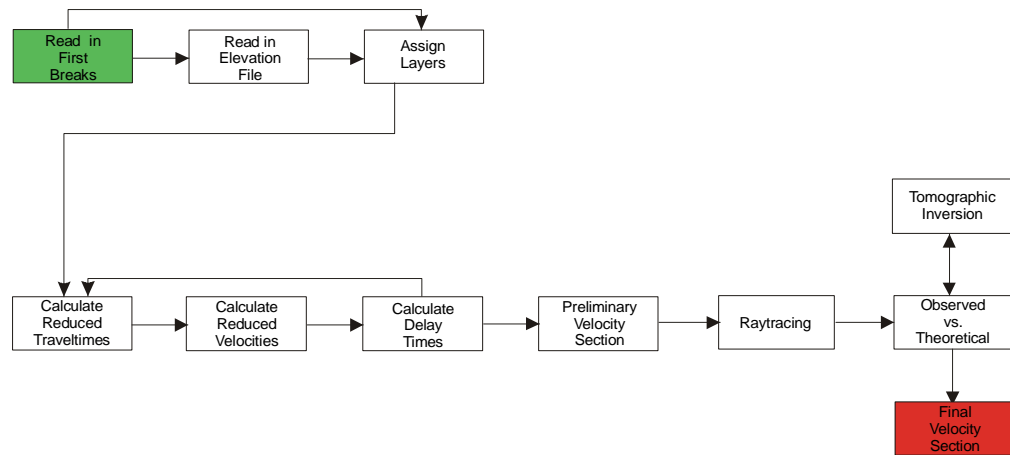 Read in
First
Breaks
Read in
Elevation
File
Assign
Layers
Tomographic
Inversion
Calculate
Reduced
Traveltimes
Calculate
Reduced
Velocities
Calculate
Delay
Times
Preliminary
Velocity
Section
Raytracing
Observed
vs.
Theoretical
Final
Velocity
Section